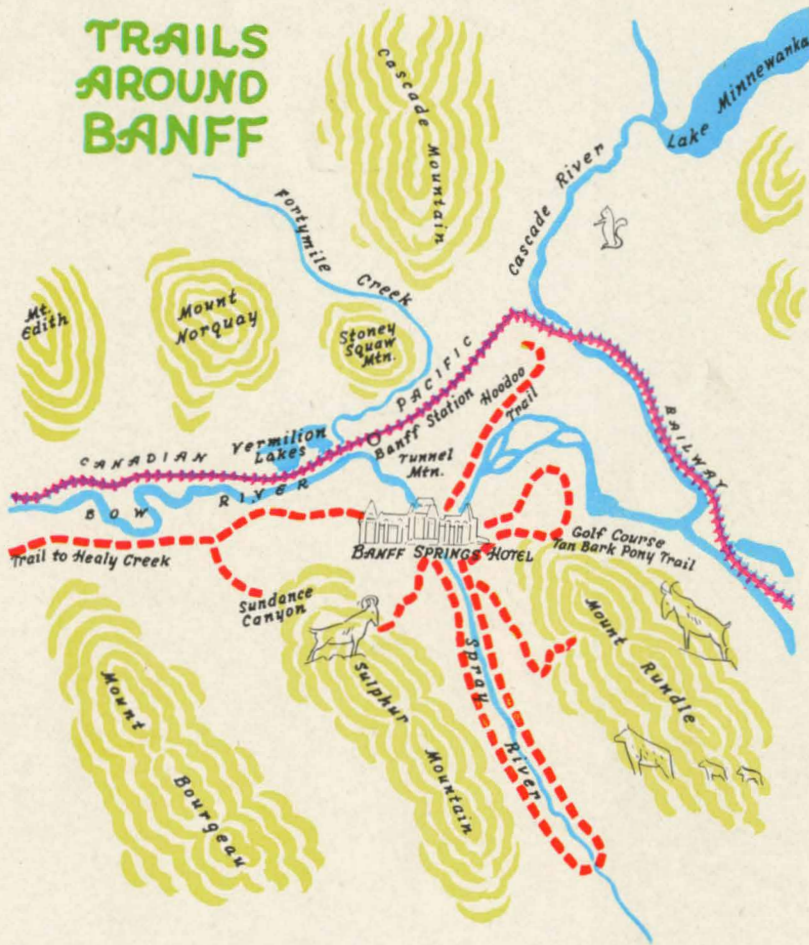 TRAILS
AROUND
BANFF
Cascade Mountain
Lake Minnewanka
Cascade River
Fortymile Creek
Mt.
Edith
Mount
Norquay
Stoney
Squaw
Mtn.
CANADIAN PACIFIC RAILWAY
Banff Station
Hoodoo
Trail
Vermilion
Lakes
Tunnel
Mtn.
BOW RIVER
BANFF SPRINGS HOTEL
Golf Course
Tan Bark Pony Trail
Trail to Healy Creek
Sundance
Canyon
Mount Rundle
Spray River
Sulphur Mountain
Mount Bourgeau